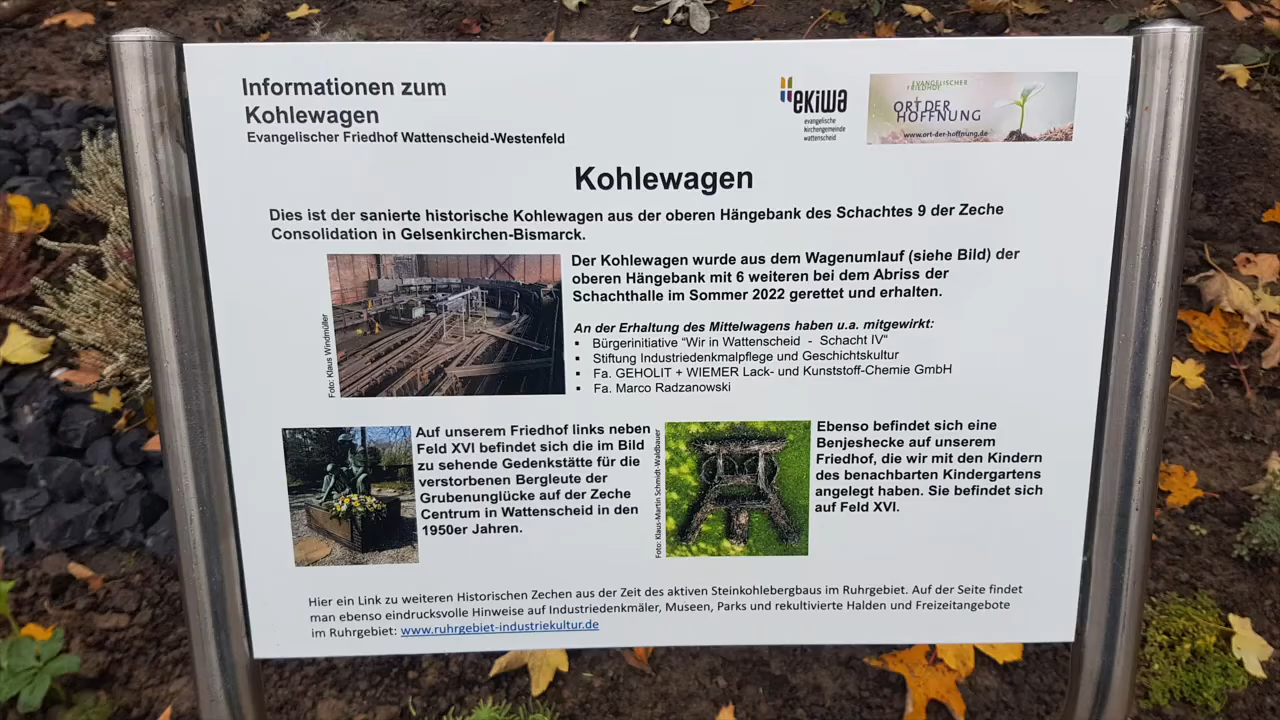 Informationen zum
Kohlewagen
Evangelischer Friedhof Wattenscheid-Westenfeld
ekiwa
evangelische
kirchengemeinde
wattenscheid
EVANGELISCHER
FRIEDHOF
ORT DER
HOFFNUNG
www.ort-der-hoffnung.de
Kohlewagen
Dies ist der sanierte historische Kohlewagen aus der oberen Hängebank des Schachtes 9 der Zeche
Consolidation in Gelsenkirchen-Bismarck.
Foto: Klaus Windmüller
Der Kohlewagen wurde aus dem Wagenumlauf (siehe Bild) der
oberen Hängebank mit 6 weiteren bei dem Abriss der
Schachthalle im Sommer 2022 gerettet und erhalten.
An der Erhaltung des Mittelwagens haben u.a. mitgewirkt:
▪ Bürgerinitiative "Wir in Wattenscheid - Schacht IV"
▪ Stiftung Industriedenkmalpflege und Geschichtskultur
▪ Fa. GEHOLIT + WIEMER Lack- und Kunststoff-Chemie GmbH
▪ Fa. Marco Radzanowski
Auf unserem Friedhof links neben
Feld XVI befindet sich die im Bild
zu sehende Gedenkstätte für die
verstorbenen Bergleute der
Grubenunglücke auf der Zeche
Centrum in Wattenscheid in den
1950er Jahren.
Foto: Klaus-Martin Schmidt-Waldbauer
Ebenso befindet sich eine
Benjeshecke auf unserem
Friedhof, die wir mit den Kindern
des benachbarten Kindergartens
angelegt haben. Sie befindet sich
auf Feld XVI.
Hier ein Link zu weiteren Historischen Zechen aus der Zeit des aktiven Steinkohlebergbaus im Ruhrgebiet. Auf der Seite findet
man ebenso eindrucksvolle Hinweise auf Industriedenkmäler, Museen, Parks und rekultivierte Halden und Freizeitangebote
im Ruhrgebiet: www.ruhrgebiet-industriekultur.de